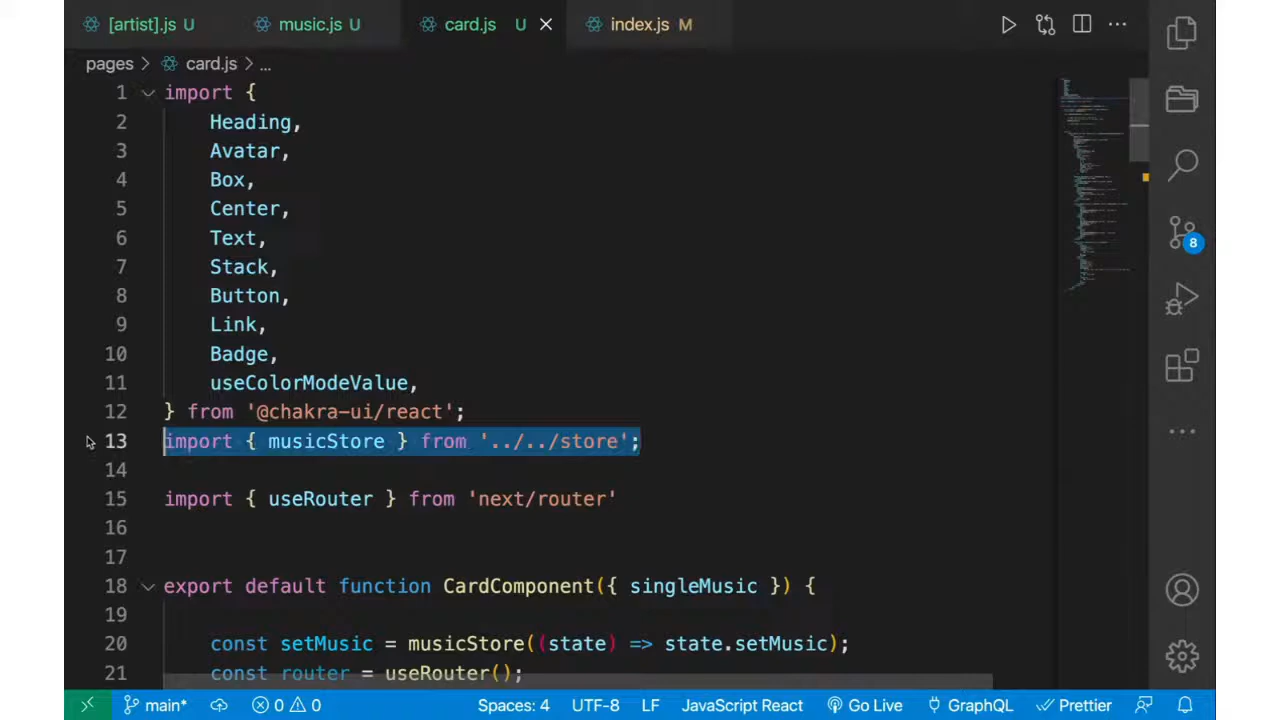 [artist].js U music.js U card.js U index.js M
pages > card.js > ...
1 import {
2 Heading,
3 Avatar,
4 Box,
5 Center,
6 Text,
7 Stack,
8 Button,
9 Link,
10 Badge,
11 useColorModeValue,
12 } from '@chakra-ui/react';
13 import { musicStore } from '../../store';
14
15 import { useRouter } from 'next/router'
16
17
18 export default function CardComponent({ singleMusic }) {
19
20 const setMusic = musicStore((state) => state.setMusic);
21 const router = useRouter();
8
main* 0 0 Spaces: 4 UTF-8 LF JavaScript React Go Live GraphQL Prettier